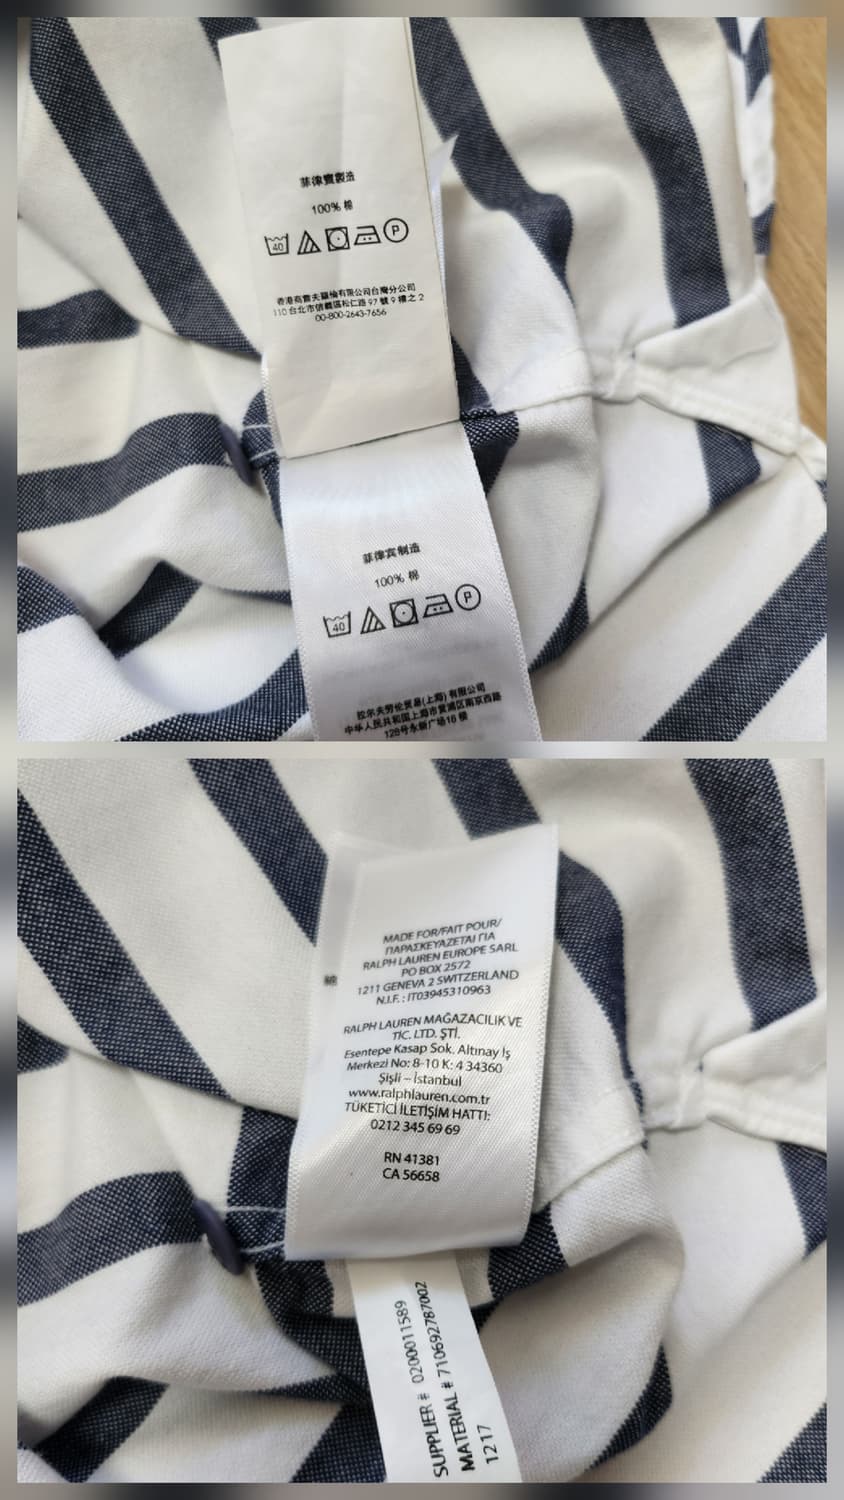 菲律賓製造
100% 棉
40 P
香港商雷夫羅倫有限公司台灣分公司
110 台北市信義區松仁路 97 號 9 樓之 2
00-800-2643-7656
菲律宾制造
100% 棉
40 P
拉尔夫劳伦贸易(上海) 有限公司
中华人民共和国上海市黄浦区南京西路
128号永新广场16 楼
MADE FOR/FAIT POUR/
ΠΑΡΑΣΚΕΥΑΖΕΤΑΙ ΓΙΑ
RALPH LAUREN EUROPE SARL
PO BOX 2572
1211 GENEVA 2 SWITZERLAND
N.I.F. : IT03945310963
RALPH LAUREN MAĞAZACILIK VE
TİC. LTD. ŞTİ.
Esentepe Kasap Sok. Altınay İş
Merkezi No: 8-10 K: 4 34360
Şişli – İstanbul
www.ralphlauren.com.tr
TÜKETİCİ İLETİŞİM HATTI:
0212 345 69 69
RN 41381
CA 56658
SUPPLIER # 0200011589
MATERIAL # 710692787002
1217